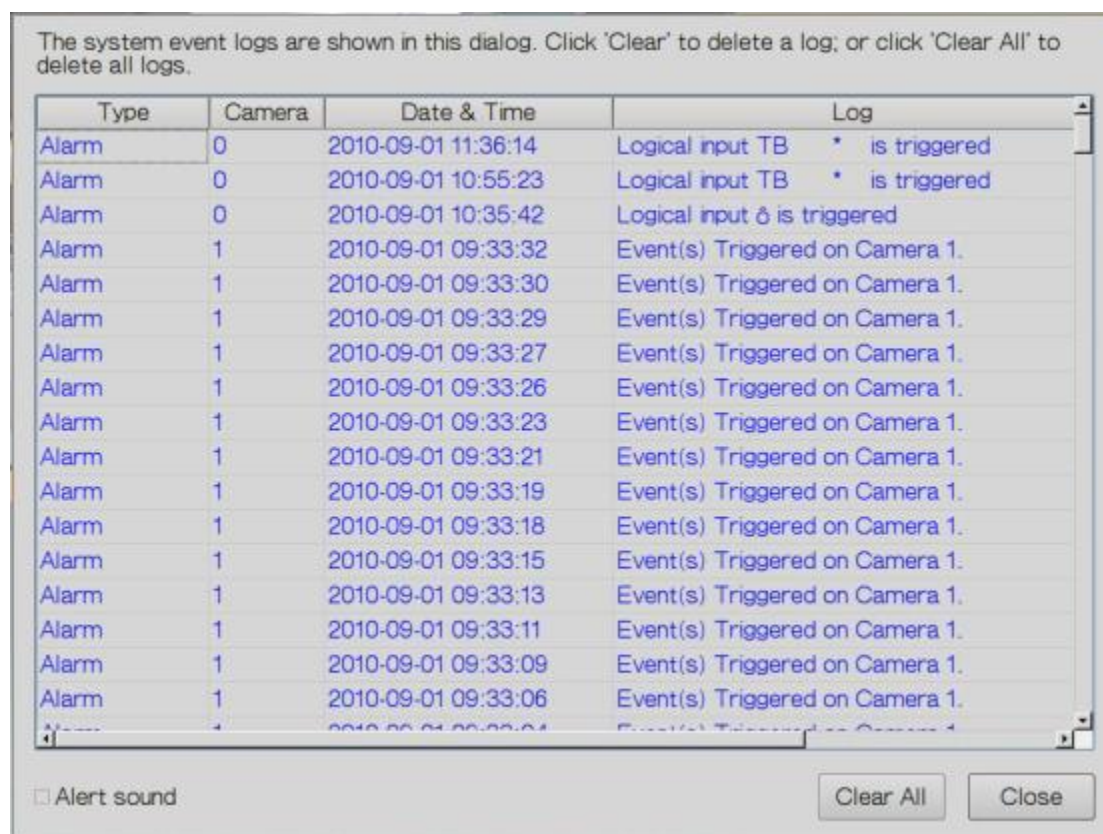 The system event logs are shown in this dialog. Click 'Clear' to delete a log; or click 'Clear All' to
delete all logs.
Type Camera Date & Time Log
Alarm 0 2010-09-01 11:36:14 Logical input TB * is triggered
Alarm 0 2010-09-01 10:55:23 Logical input TB * is triggered
Alarm 0 2010-09-01 10:35:42 Logical input ô is triggered
Alarm 1 2010-09-01 09:33:32 Event(s) Triggered on Camera 1.
Alarm 1 2010-09-01 09:33:30 Event(s) Triggered on Camera 1.
Alarm 1 2010-09-01 09:33:29 Event(s) Triggered on Camera 1.
Alarm 1 2010-09-01 09:33:27 Event(s) Triggered on Camera 1.
Alarm 1 2010-09-01 09:33:26 Event(s) Triggered on Camera 1.
Alarm 1 2010-09-01 09:33:23 Event(s) Triggered on Camera 1.
Alarm 1 2010-09-01 09:33:21 Event(s) Triggered on Camera 1.
Alarm 1 2010-09-01 09:33:19 Event(s) Triggered on Camera 1.
Alarm 1 2010-09-01 09:33:18 Event(s) Triggered on Camera 1.
Alarm 1 2010-09-01 09:33:15 Event(s) Triggered on Camera 1.
Alarm 1 2010-09-01 09:33:13 Event(s) Triggered on Camera 1.
Alarm 1 2010-09-01 09:33:11 Event(s) Triggered on Camera 1.
Alarm 1 2010-09-01 09:33:09 Event(s) Triggered on Camera 1.
Alarm 1 2010-09-01 09:33:06 Event(s) Triggered on Camera 1.
Alert sound Clear All Close